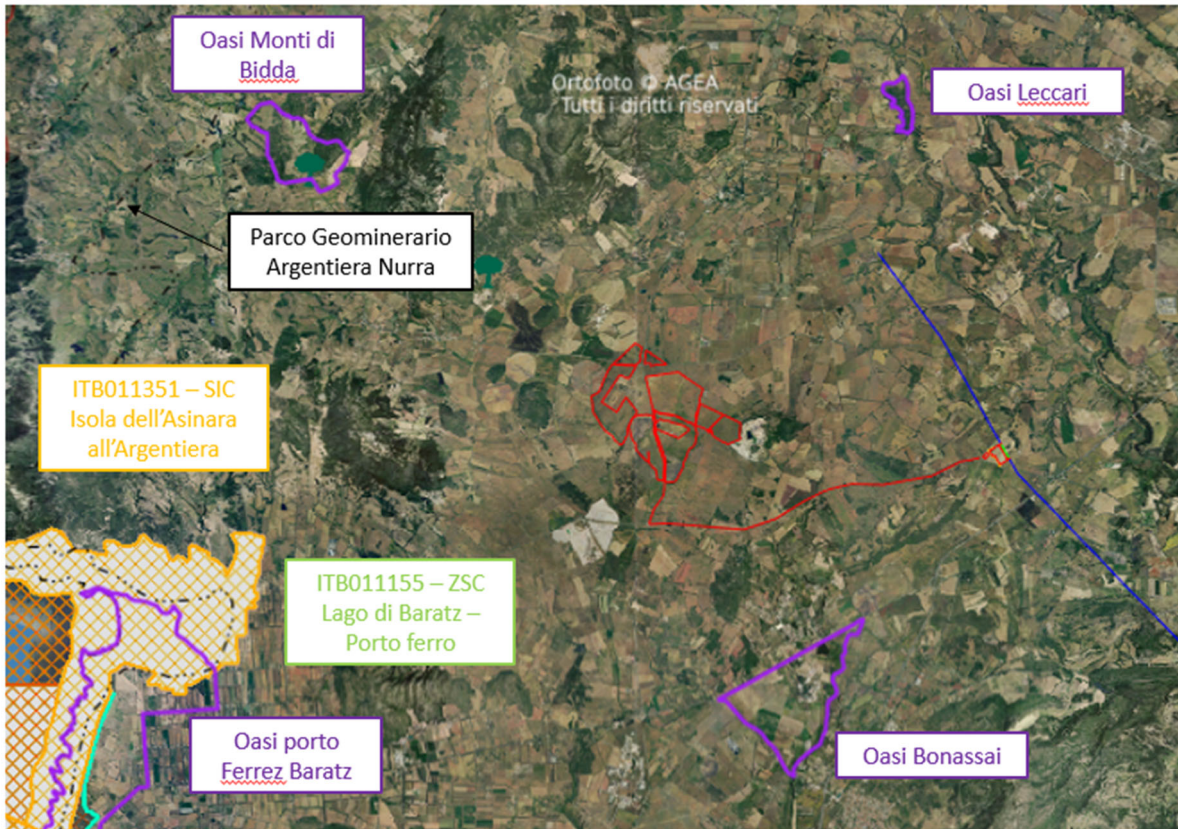 Oasi Monti di
Bidda
Ortofoto © AGEA
Tutti i diritti riservati
Oasi Leccari
Parco Geominerario
Argentiera Nurra
ITB011351 – SIC
Isola dell'Asinara
all'Argentiera
ITB011155 – ZSC
Lago di Baratz –
Porto ferro
Oasi porto
Ferrez Baratz
Oasi Bonassai